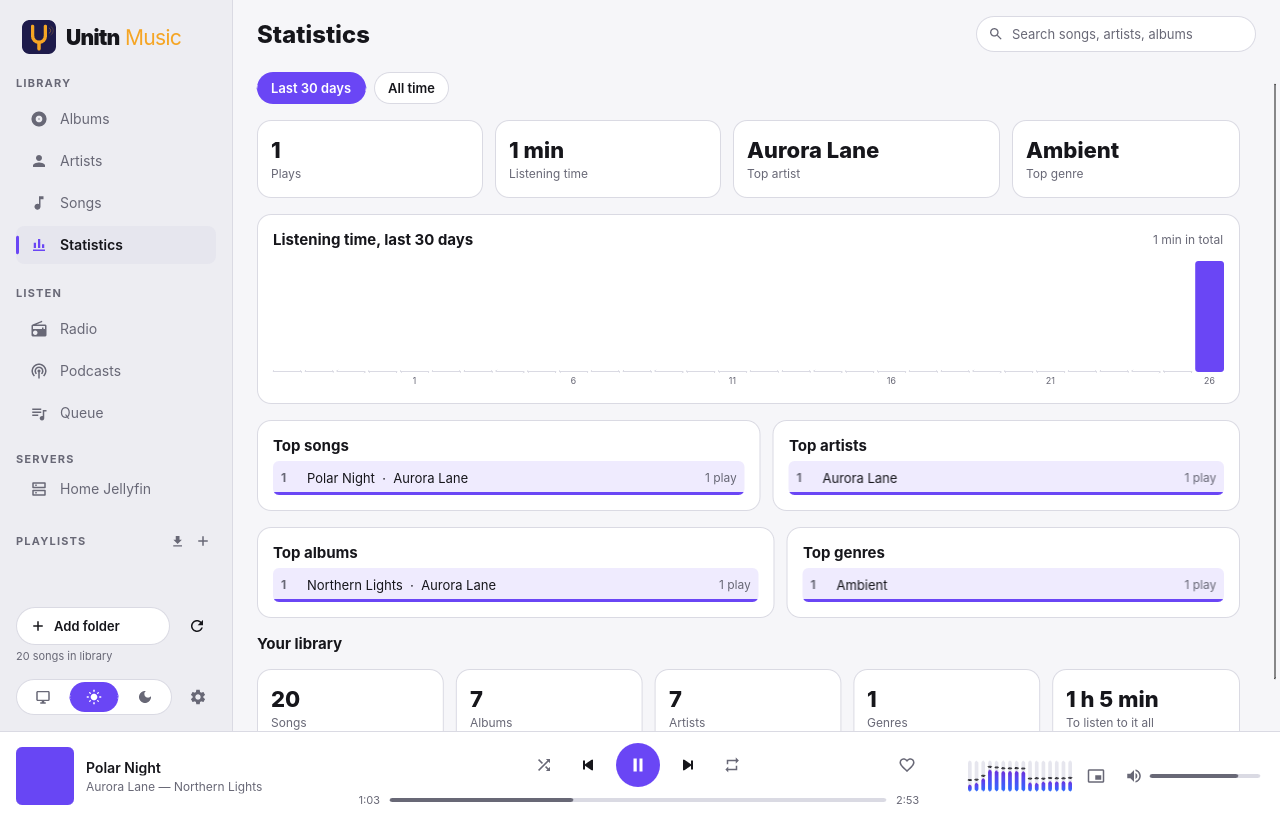 Unitn Music
LIBRARY
Albums
Artists
Songs
Statistics
LISTEN
Radio
Podcasts
Queue
SERVERS
Home Jellyfin
PLAYLISTS
Add folder
20 songs in library
Statistics
Search songs, artists, albums
Last 30 days
All time
1
Plays
1 min
Listening time
Aurora Lane
Top artist
Ambient
Top genre
Listening time, last 30 days
1 min in total
1 6 11 16 21 26
Top songs
1 Polar Night · Aurora Lane 1 play
Top artists
1 Aurora Lane 1 play
Top albums
1 Northern Lights · Aurora Lane 1 play
Top genres
1 Ambient 1 play
Your library
20
Songs
7
Albums
7
Artists
1
Genres
1 h 5 min
To listen to it all
Polar Night
Aurora Lane — Northern Lights
1:03
2:53